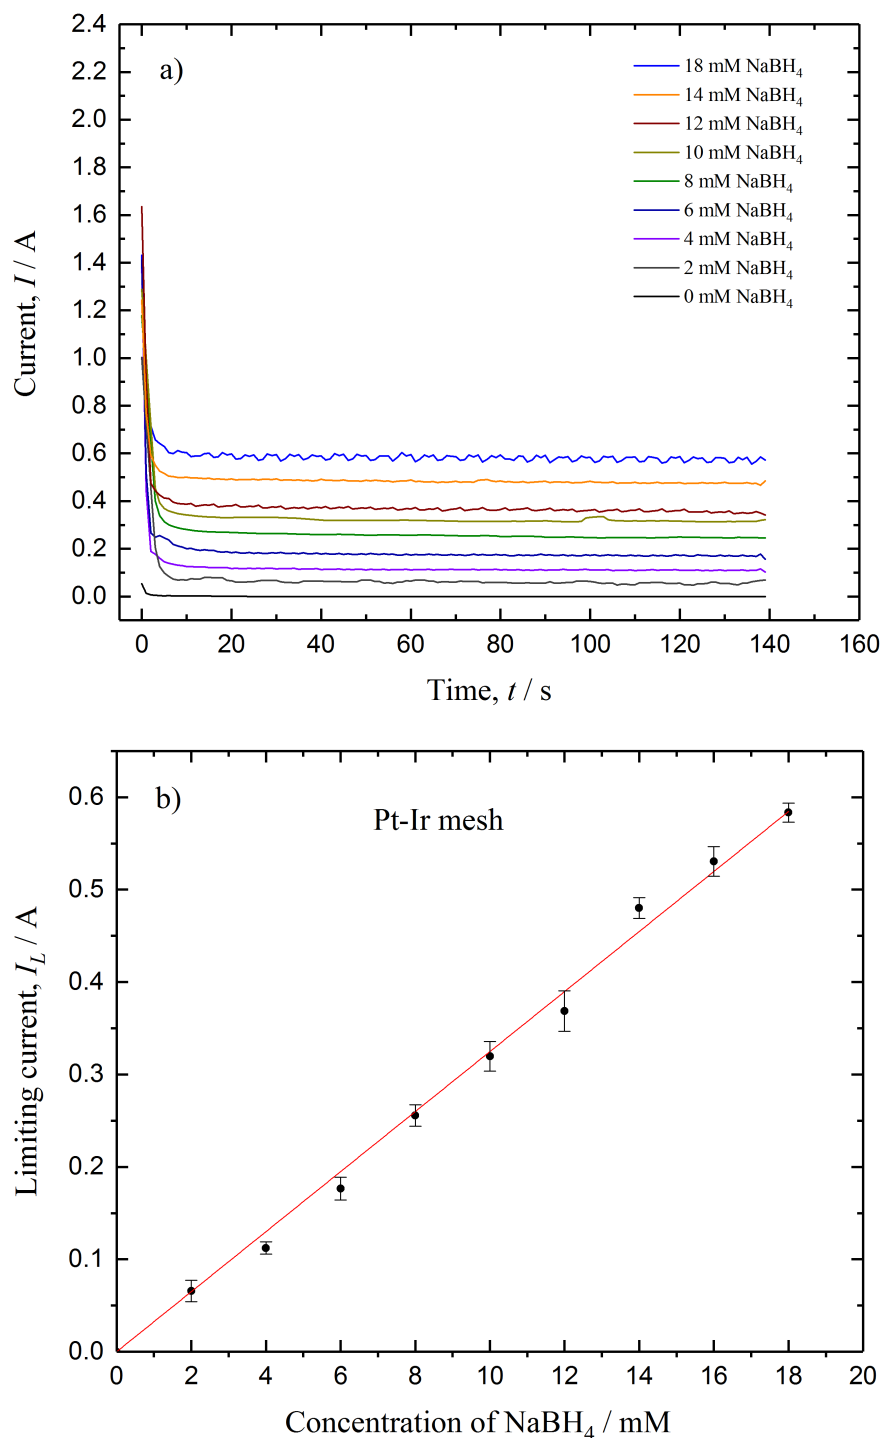 a)
2.4
2.2
2.0
1.8
1.6
1.4
1.2
1.0
0.8
0.6
0.4
0.2
0.0
Current, I / A
18 mM NaBH4
14 mM NaBH4
12 mM NaBH4
10 mM NaBH4
8 mM NaBH4
6 mM NaBH4
4 mM NaBH4
2 mM NaBH4
0 mM NaBH4
0 20 40 60 80 100 120 140 160
Time, t / s
b)
Pt-Ir mesh
0.6
0.5
0.4
0.3
0.2
0.1
0.0
Limiting current, IL / A
0 2 4 6 8 10 12 14 16 18 20
Concentration of NaBH4 / mM